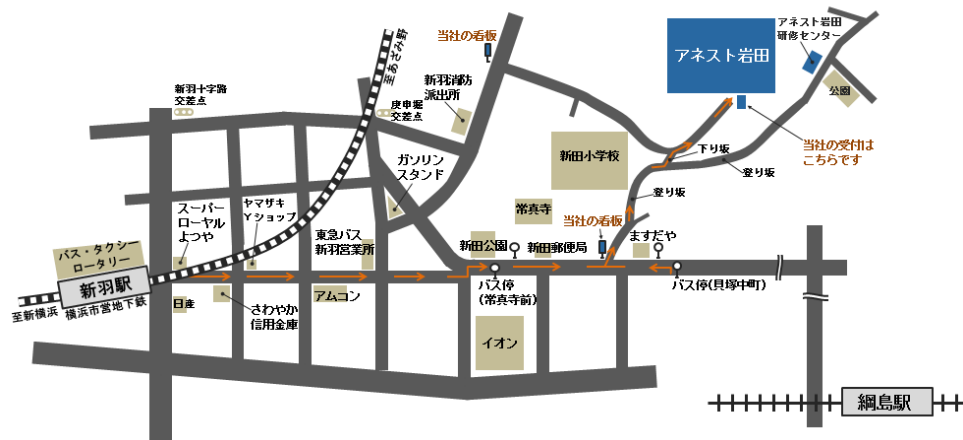 当社の看板
アネスト岩田
アネスト岩田
研修センター
至あざみ野
新羽消防
派出所
新羽十字路
交差点
庚申堀
交差点
公園
当社の受付は
こちらです
下り坂
登り坂
登り坂
新田小学校
ガソリン
スタンド
常真寺
当社の看板
スーパー
ローヤル
よつや
ヤマザキ
Yショップ
東急バス
新羽営業所
新田公園
新田郵便局
ますだや
バス・タクシー
ロータリー
新羽駅
至新横浜
横浜市営地下鉄
日産
さわやか
信用金庫
アムコン
バス停
(常真寺前)
バス停(貝塚中町)
イオン
綱島駅